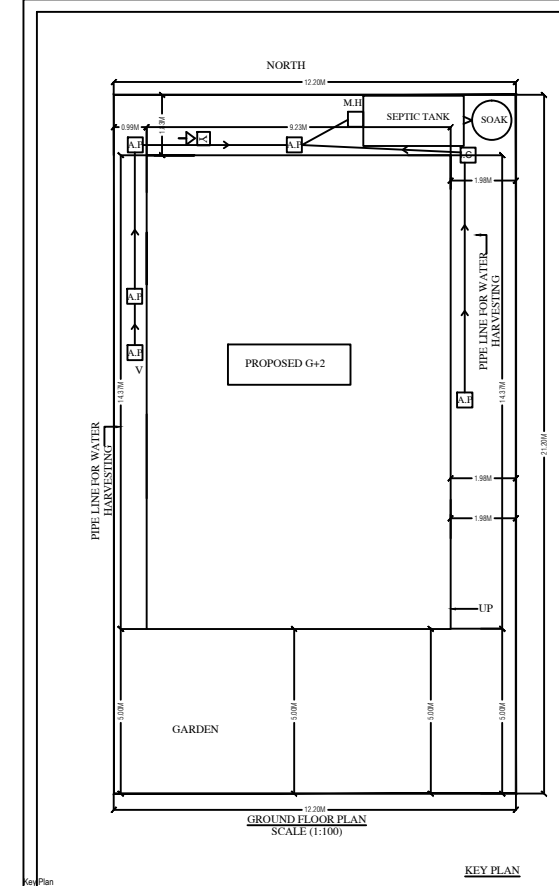 NORTH
12.20M
M.H
SEPTIC TANK
SOAK
0.99M
9.23M
A.P
Y
A.P
1.98M
PIPE LINE FOR WATER
HARVESTING
A.P
A.P
V
PROPOSED G+2
14.37M
14.37M
A.P
21.20M
PIPE LINE FOR WATER
HARVESTING
1.98M
1.98M
UP
5.00M
5.00M
5.00M
5.00M
GARDEN
12.20M
GROUND FLOOR PLAN
SCALE (1:100)
KEY PLAN
Key Plan